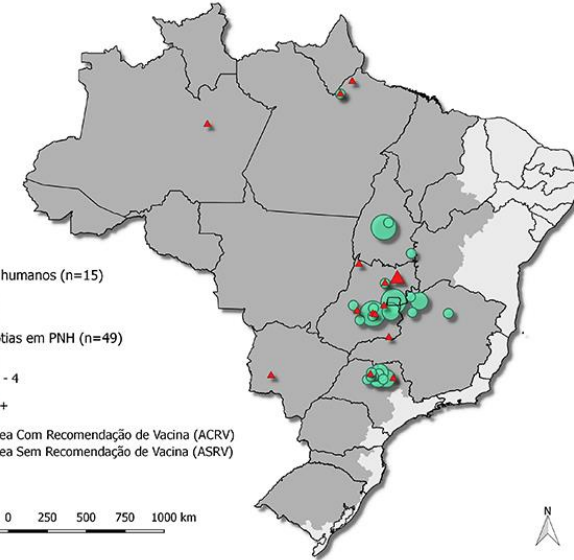 humanos (n=15)
tias em PNH (n=49)
- 4
+
ea Com Recomendação de Vacina (ACRV)
ea Sem Recomendação de Vacina (ASRV)
0 250 500 750 1000 km
N